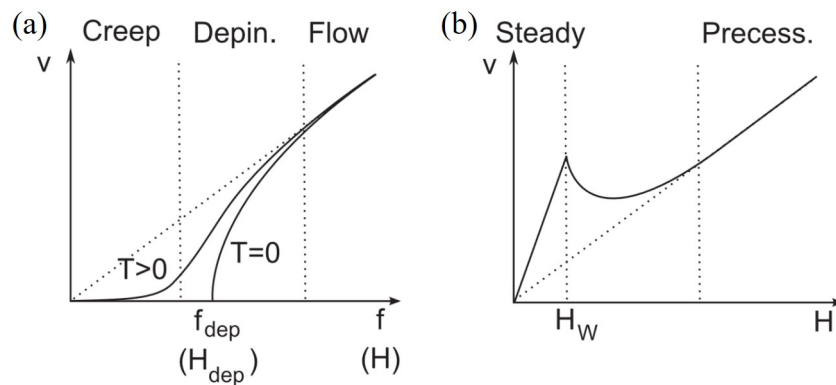 (a) Creep Depin. Flow
v
T>0 T=0
f_dep f
(H_dep) (H)
(b) Steady Precess.
v
H_W H